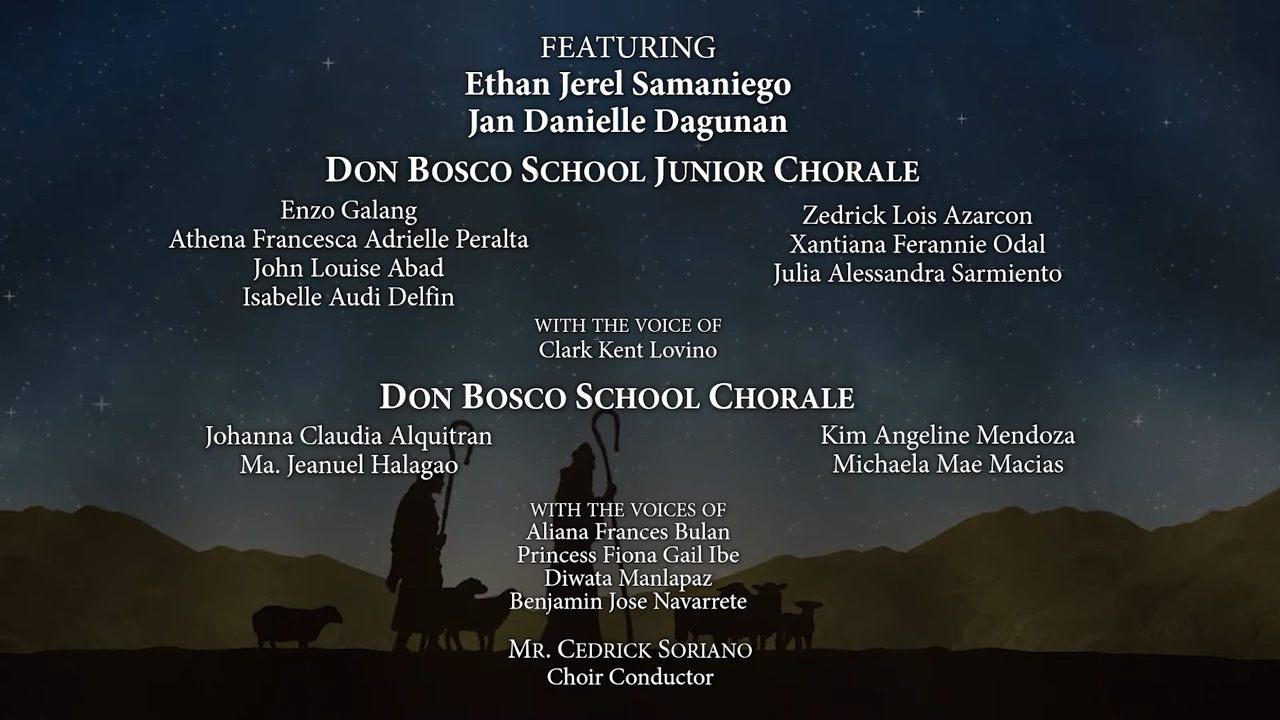 FEATURING
Ethan Jerel Samaniego
Jan Danielle Dagunan
DON BOSCO SCHOOL JUNIOR CHORALE
Enzo Galang
Athena Francesca Adrielle Peralta
John Louise Abad
Isabelle Audi Delfin
Zedrick Lois Azarcon
Xantiana Ferannie Odal
Julia Alessandra Sarmiento
WITH THE VOICE OF
Clark Kent Lovino
DON BOSCO SCHOOL CHORALE
Johanna Claudia Alquitran
Ma. Jeanuel Halagao
Kim Angeline Mendoza
Michaela Mae Macias
WITH THE VOICES OF
Aliana Frances Bulan
Princess Fiona Gail Ibe
Diwata Manlapaz
Benjamin Jose Navarrete
MR. CEDRICK SORIANO
Choir Conductor